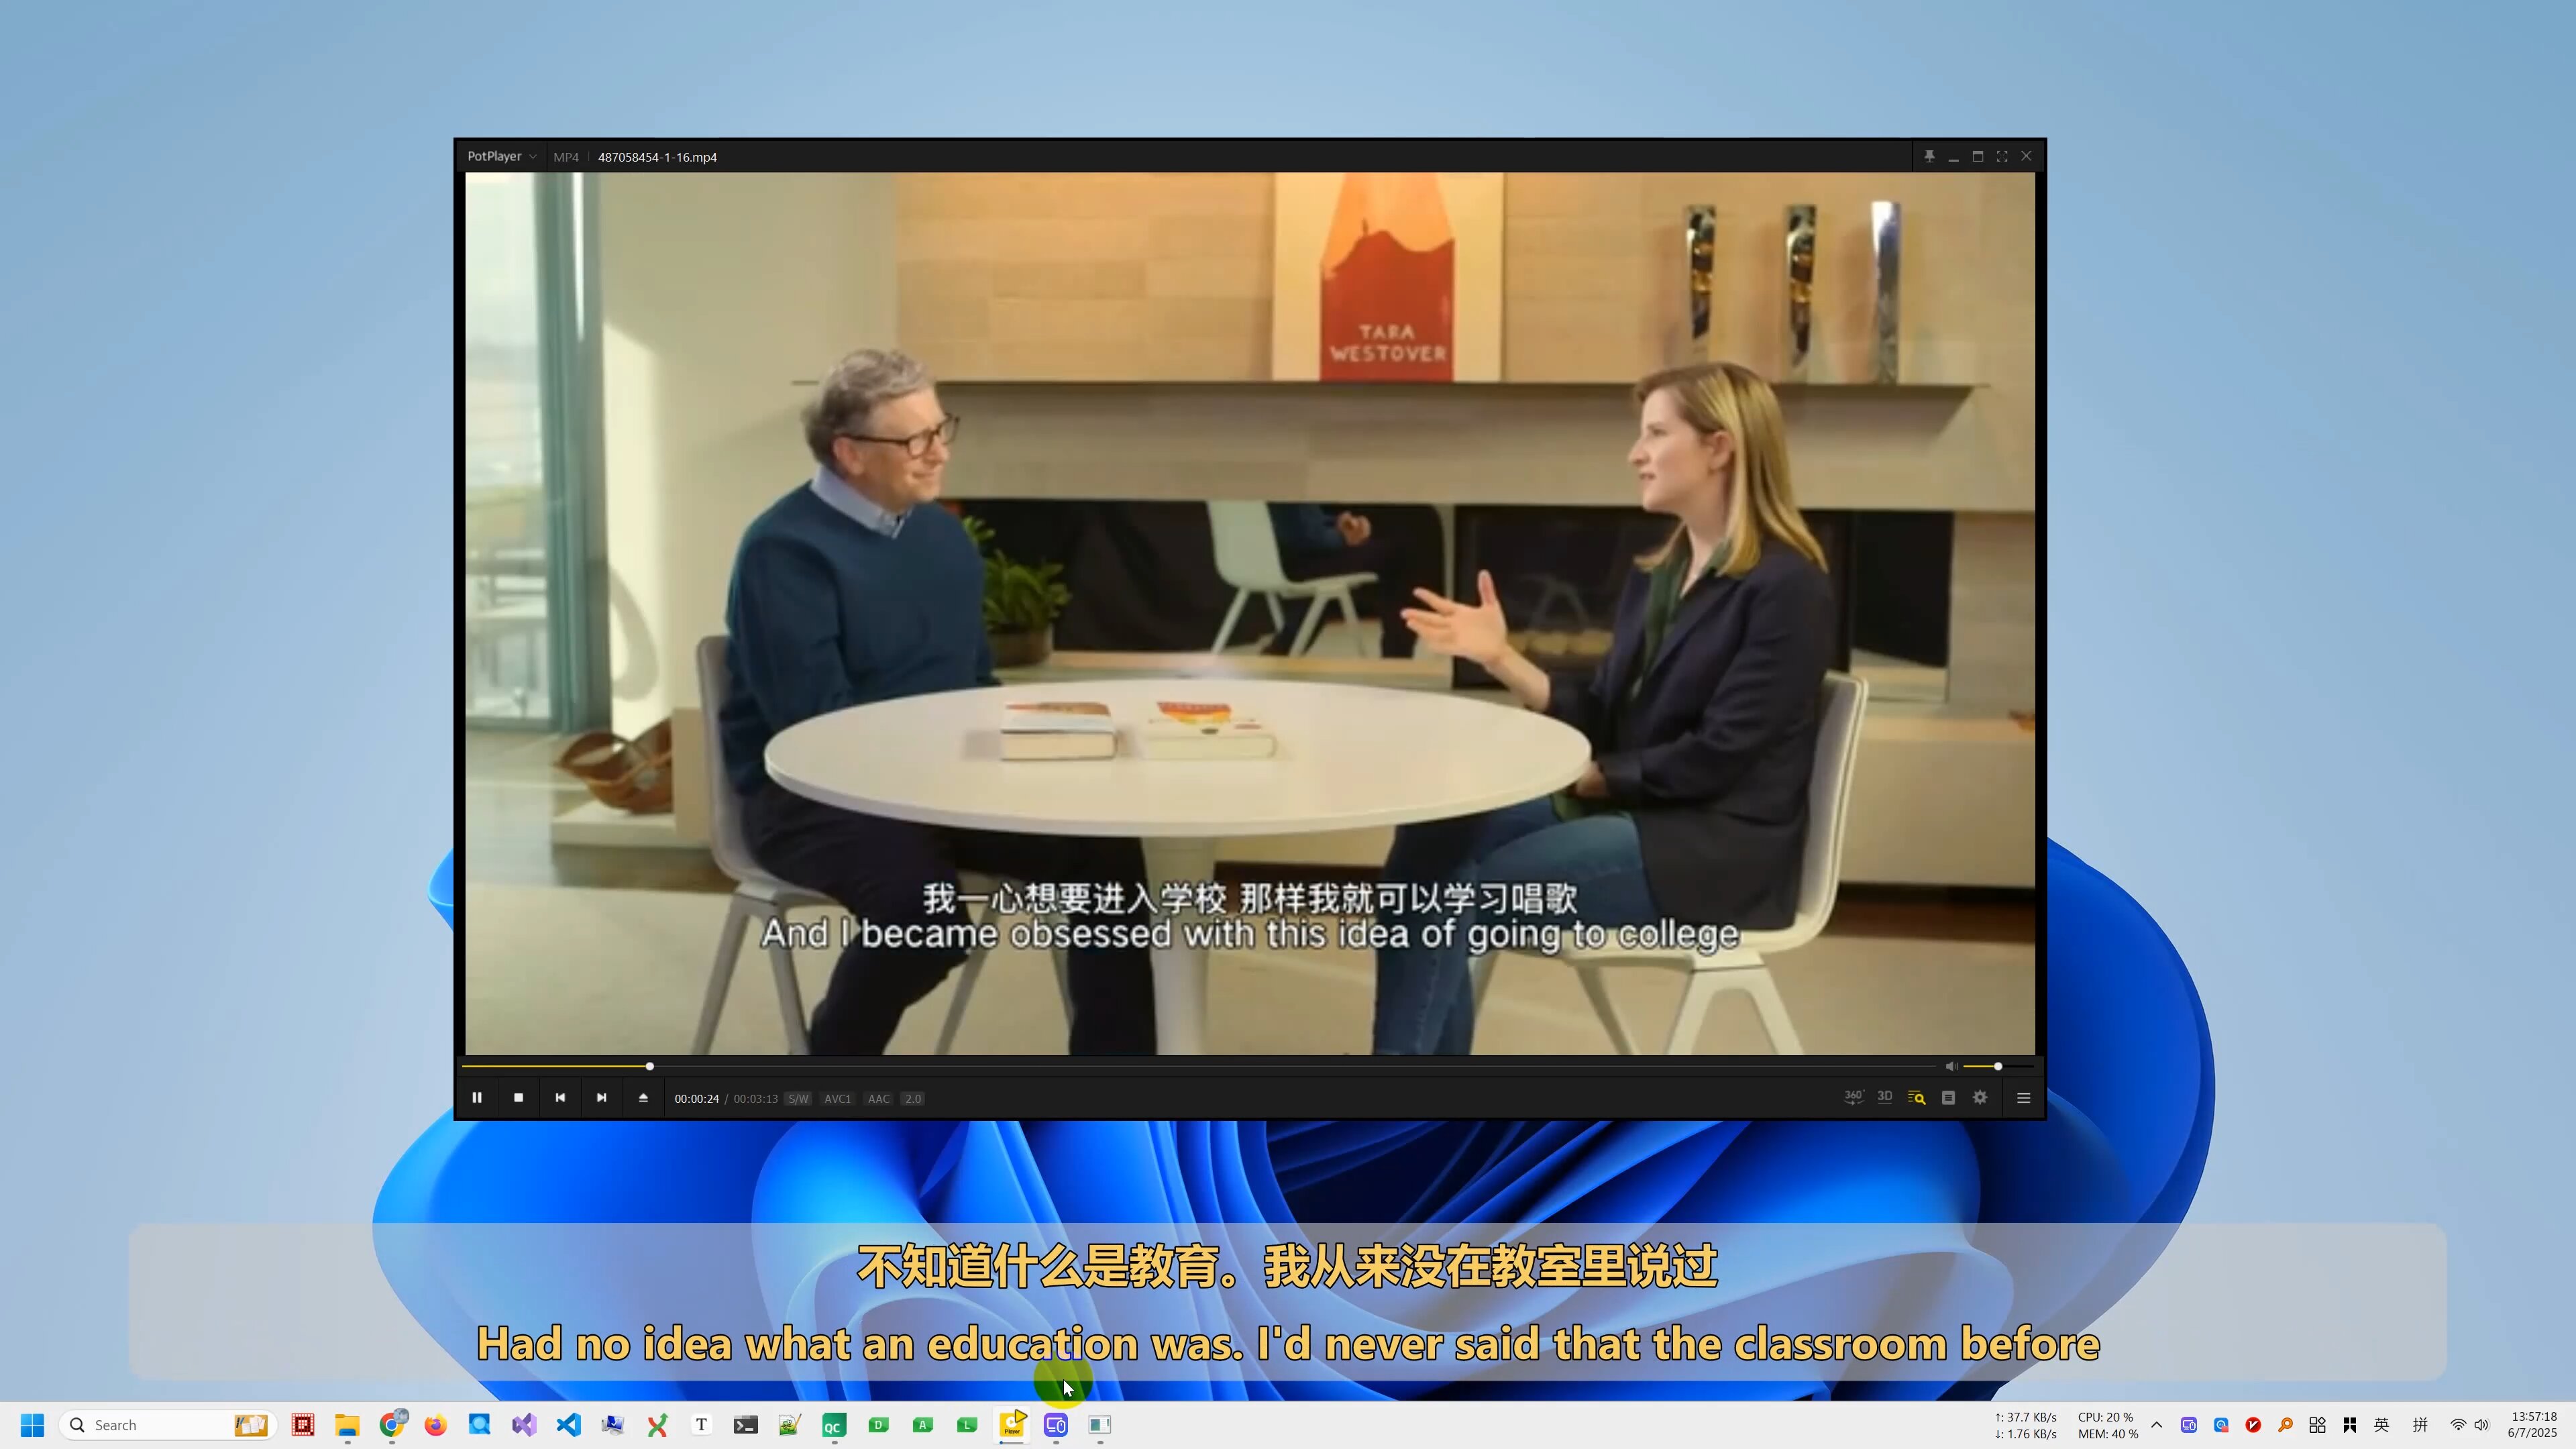 PotPlayer MP4 487058454-1-16.mp4
TARA
WESTOVER
我一心想要进入学校 那样我就可以学习唱歌
And I became obsessed with this idea of going to college
00:00:24 / 00:03:13 S/W AVC1 AAC 2.0
360° 3D
不知道什么是教育。我从来没在教室里说过
Had no idea what an education was. I'd never said that the classroom before
Search
QC
D
A
L
T
Player
↑: 37.7 KB/s CPU: 20 %
↓: 1.76 KB/s MEM: 40 %
英 拼
13:57:18
6/7/2025